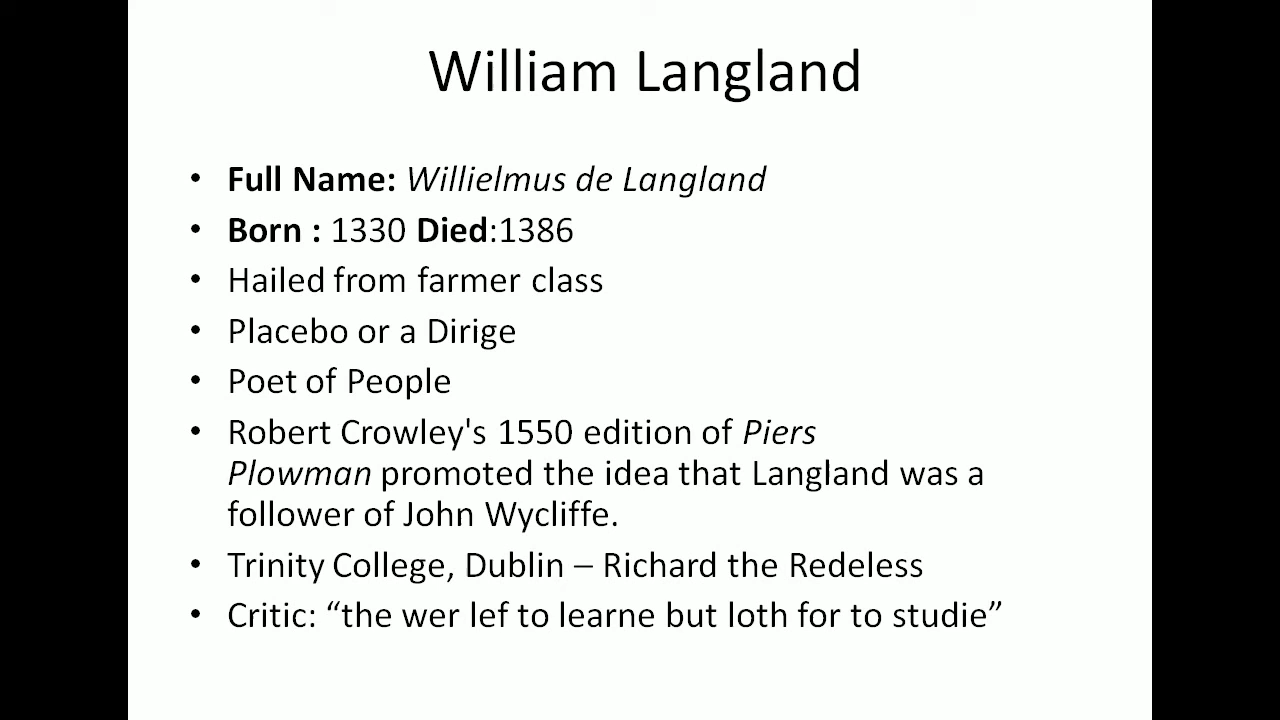 William Langland
• Full Name: Willielmus de Langland
• Born : 1330 Died:1386
• Hailed from farmer class
• Placebo or a Dirige
• Poet of People
• Robert Crowley's 1550 edition of Piers
Plowman promoted the idea that Langland was a
follower of John Wycliffe.
• Trinity College, Dublin – Richard the Redeless
• Critic: “the wer lef to learne but loth for to studie”